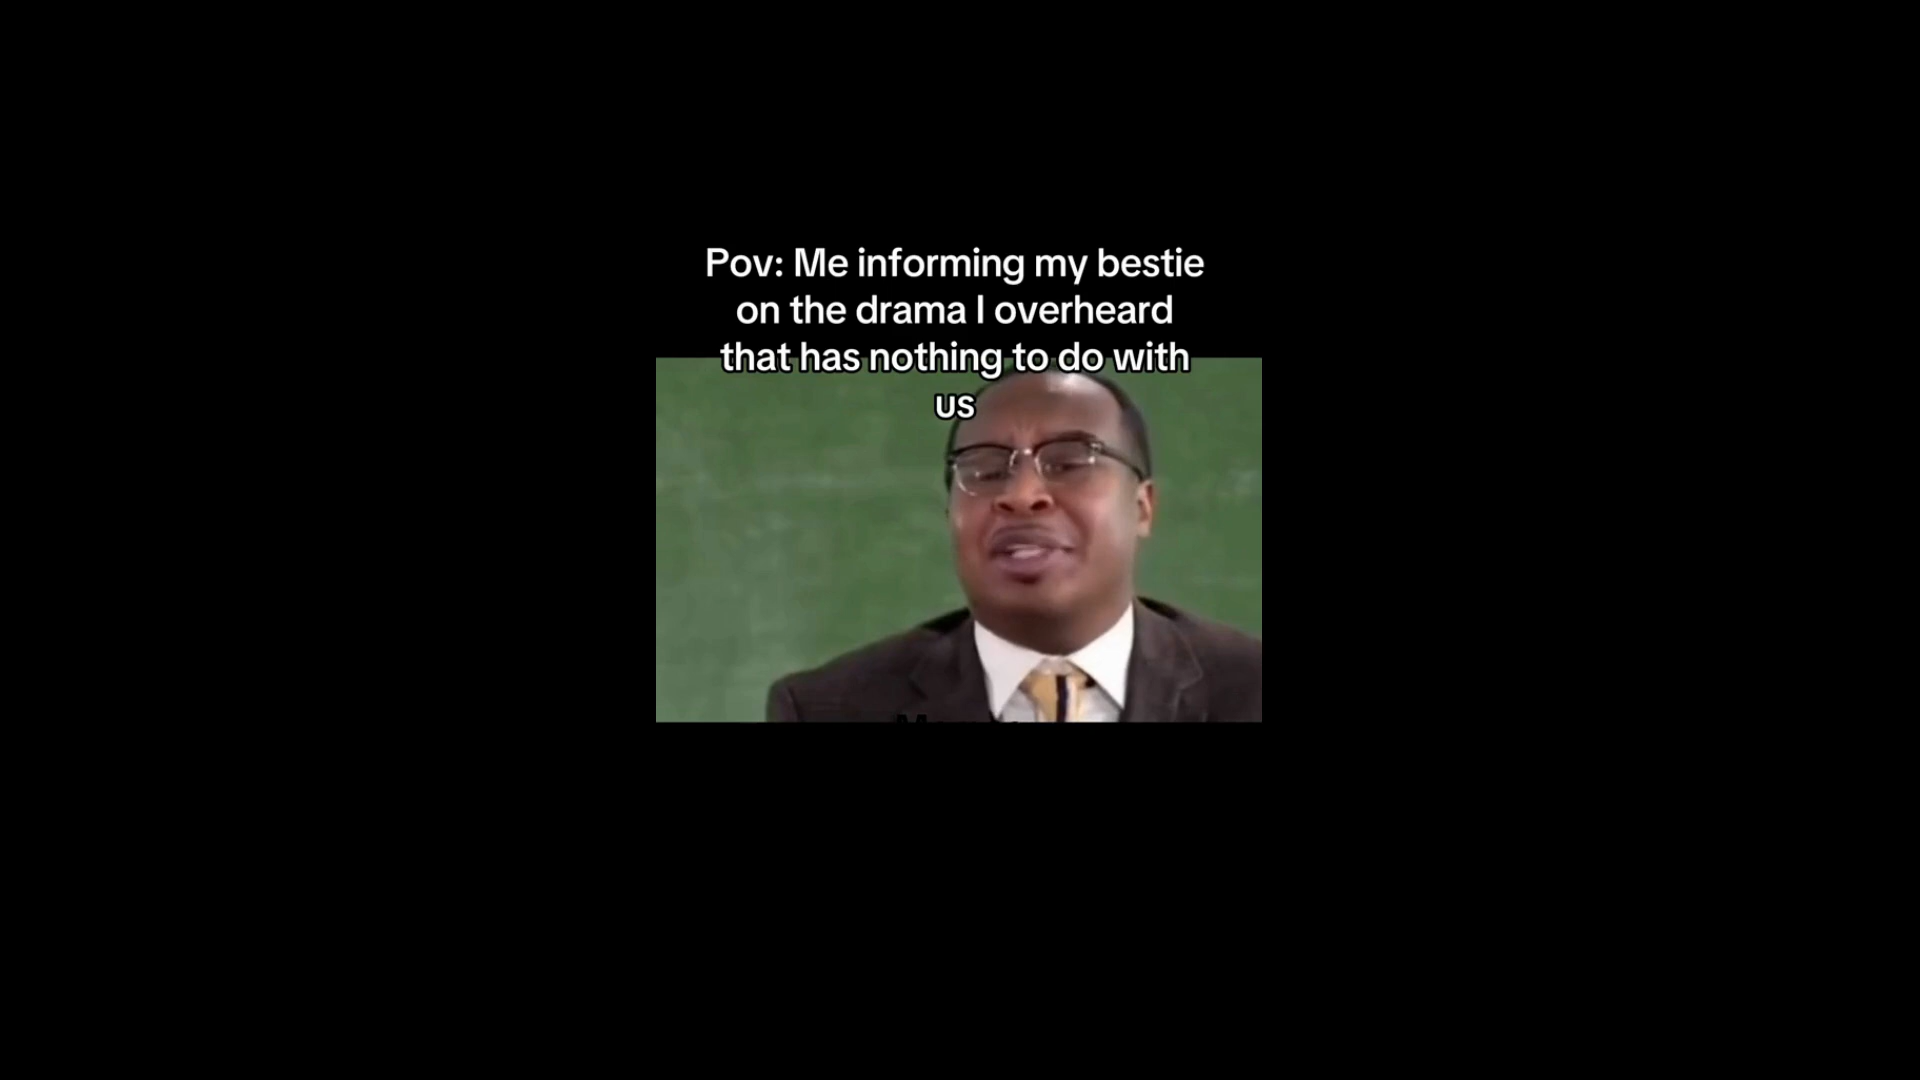 Pov: Me informing my bestie
on the drama I overheard
that has nothing to do with
us